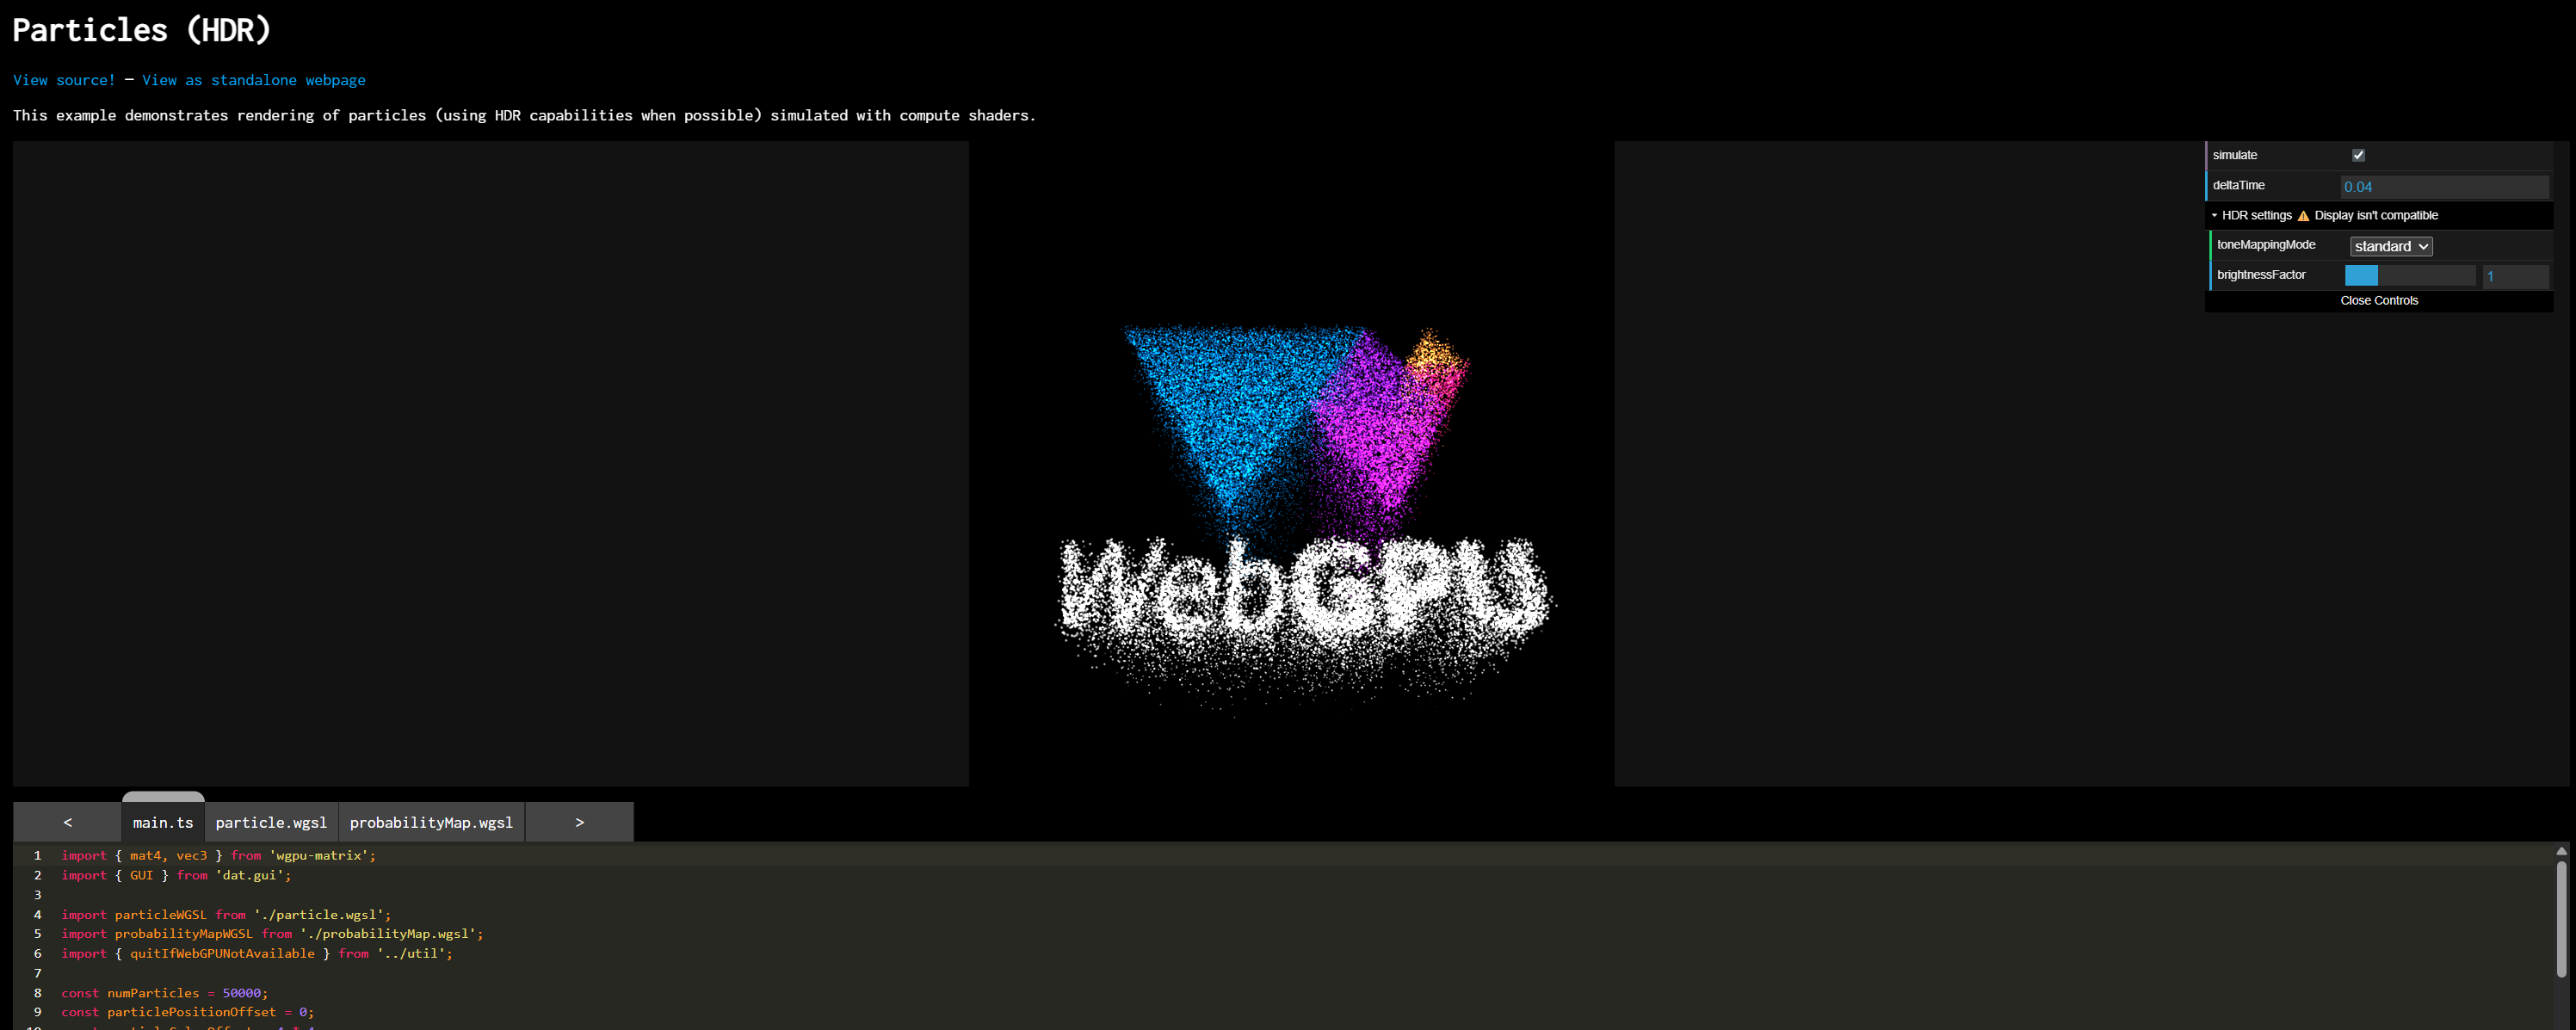 Particles (HDR)
View source! — View as standalone webpage
This example demonstrates rendering of particles (using HDR capabilities when possible) simulated with compute shaders.
simulate
deltaTime 0.04
HDR settings ⚠️ Display isn't compatible
toneMappingMode standard
brightnessFactor 1
Close Controls
WebGPU
< main.ts particle.wgsl probabilityMap.wgsl >
1 import { mat4, vec3 } from 'wgpu-matrix';
2 import { GUI } from 'dat.gui';
3
4 import particleWGSL from './particle.wgsl';
5 import probabilityMapWGSL from './probabilityMap.wgsl';
6 import { quitIfWebGPUNotAvailable } from '../util';
7
8 const numParticles = 50000;
9 const particlePositionOffset = 0;